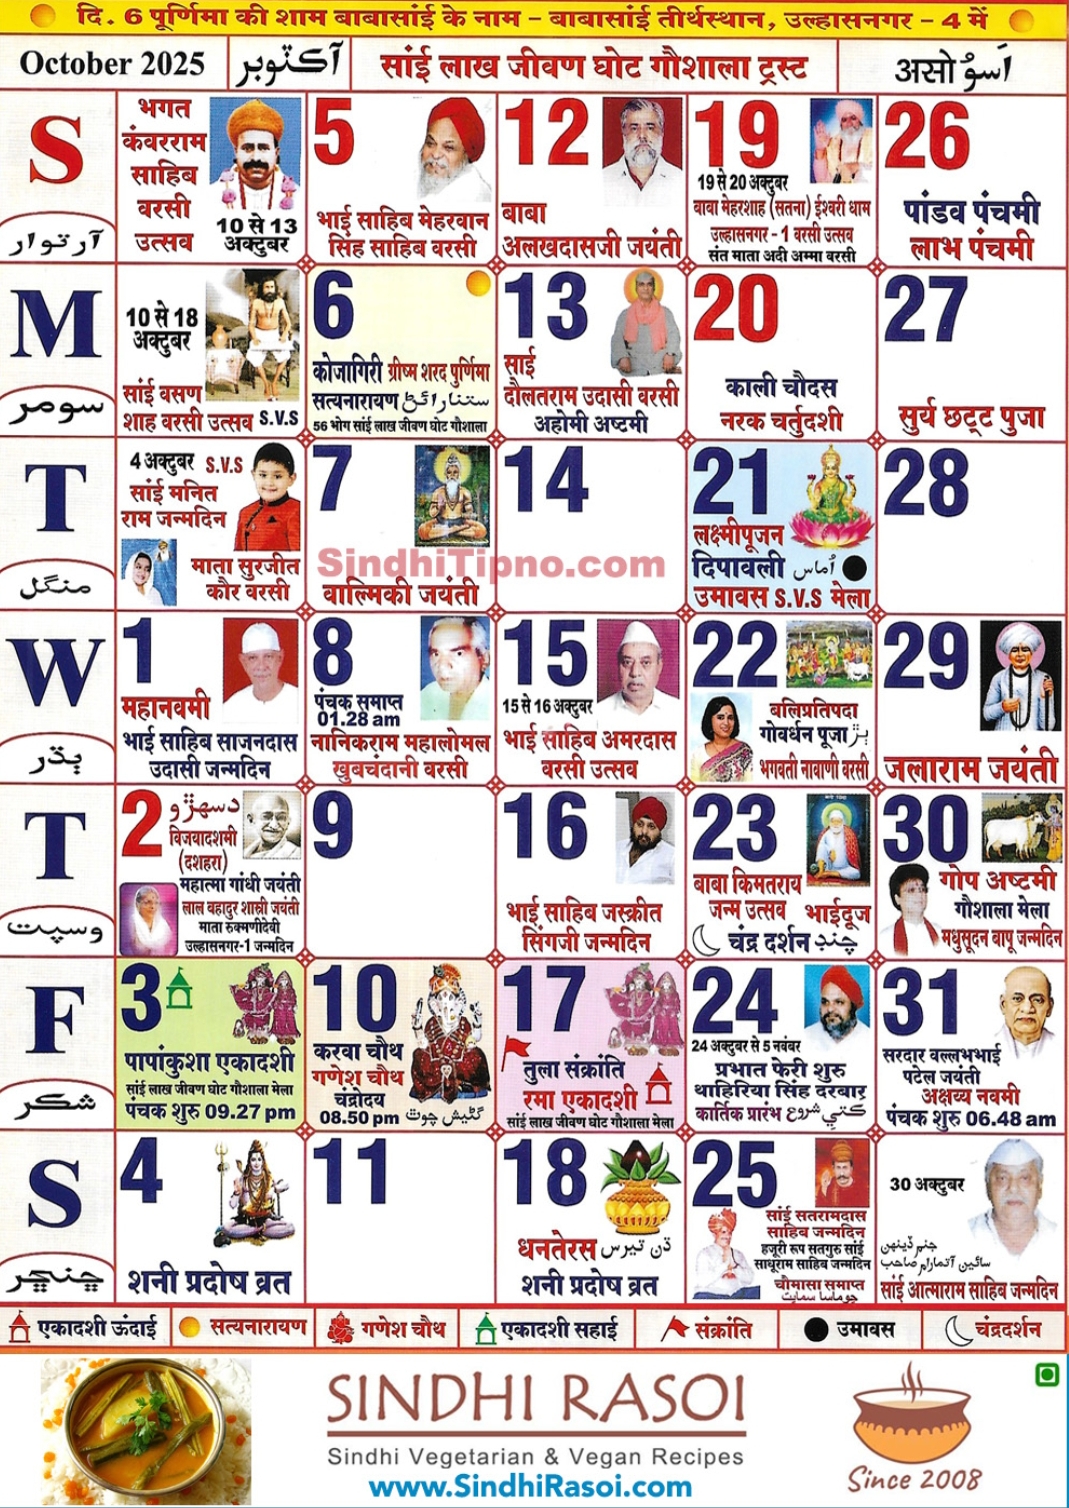 दि. 6 पूर्णिमा की शाम बाबासांई के नाम - बाबासांई तीर्थस्थान, उल्हासनगर - 4 में
October 2025
آڪٽوبر
सांई लाख जीवण घोट गौशाला ट्रस्ट
असो اَسوُ
S
آرتوار
भगत
कंवरराम
साहिब
वरसी
उत्सव
10 से 13
अक्टुबर
5
भाई साहिब मेहरवान
सिंह साहिब वरसी
12
बाबा
अलखदासजी जयंती
19
19 से 20 अक्टुबर
बाबा मेहरशाह (सतना) ईश्वरी धाम
उल्हासनगर - 1 वरसी उत्सव
संत माता अदी अम्मा वरसी
26
पांडव पंचमी
लाभ पंचमी
M
سومر
10 से 18
अक्टुबर
सांई वसण
शाह वरसी उत्सव S.V.S
6
कोजागिरी ग्रीष्म शरद पुर्णिमा
सत्यनारायण ستنارائڻ
56 भोग सांई लाख जीवण घोट गौशाला
13
साई
दौलतराम उदासी वरसी
अहोमी अष्टमी
20
काली चौदस
नरक चर्तुदशी
27
सुर्य छट्ट पुजा
T
منگل
4 अक्टुबर S.V.S
सांई मनित
राम जन्मदिन
माता सुरजीत
कौर वरसी
7
वाल्मिकी जयंती
SindhiTipno.com
14
21
लक्ष्मीपूजन
दिपावली اُماس
उमावस S.V.S मेला
28
W
ٻڌر
1
महानवमी
भाई साहिब साजनदास
उदासी जन्मदिन
8
पंचक समाप्त
01.28 am
नानिकराम महालोमल
खुबचंदानी वरसी
15
15 से 16 अक्टुबर
भाई साहिब अमरदास
वरसी उत्सव
22
बलिप्रतिपदा
गोवर्धन पूजा
भगवती नावाणी वरसी
29
जलाराम जयंती
T
وسپت
2
دسهڙو
विजयादशमी
(दशहरा)
महात्मा गांधी जयंती
लाल बहादुर शास्त्री जयंती
माता रुक्मणीदेवी
उल्हासनगर-1 जन्मदिन
9
16
भाई साहिब जस्क्रीत
सिंगजी जन्मदिन
23
बाबा किमतराय
जन्म उत्सव भाईदूज
चंद्र दर्शन چنڊ
30
गोप अष्टमी
गौशाला मेला
मधुसूदन बापू जन्मदिन
F
شڪر
3
पापांकुशा एकादशी
सांई लाख जीवण घोट गौशाला मेला
पंचक शुरु 09.27 pm
10
करवा चौथ
गणेश चौथ
चंद्रोदय
08.50 pm گڻيش چوٿ
17
तुला संक्रांति
रमा एकादशी
सांई लाख जीवण घोट गौशाला मेला
24
24 अक्टुबर से 5 नवंबर
प्रभात फेरी शुरु
थाहिरिया सिंह दरबार
कार्तिक प्रारंभ ڪتي شروع
31
सरदार वल्लभभाई
पटेल जयंती
अक्षय्य नवमी
पंचक शुरु 06.48 am
S
ڇنڇر
4
शनी प्रदोष व्रत
11
18
धनतेरस ڌن تيرس
शनी प्रदोष व्रत
25
सांई सतरामदास
साहिब जन्मदिन
हजूरी रूप सतगुरु सांई
साधूराम साहिब जन्मदिन
चौमासा समाप्त
چوماسا سماپت
30 अक्टुबर
جنم ڏينهن
سائين آتمارام صاحب
सांई आत्माराम साहिब जन्मदिन
एकादशी ऊंदाई
सत्यनारायण
गणेश चौथ
एकादशी सहाई
संक्रांति
उमावस
चंद्रदर्शन
SINDHI RASOI
Sindhi Vegetarian & Vegan Recipes
www.SindhiRasoi.com
Since 2008